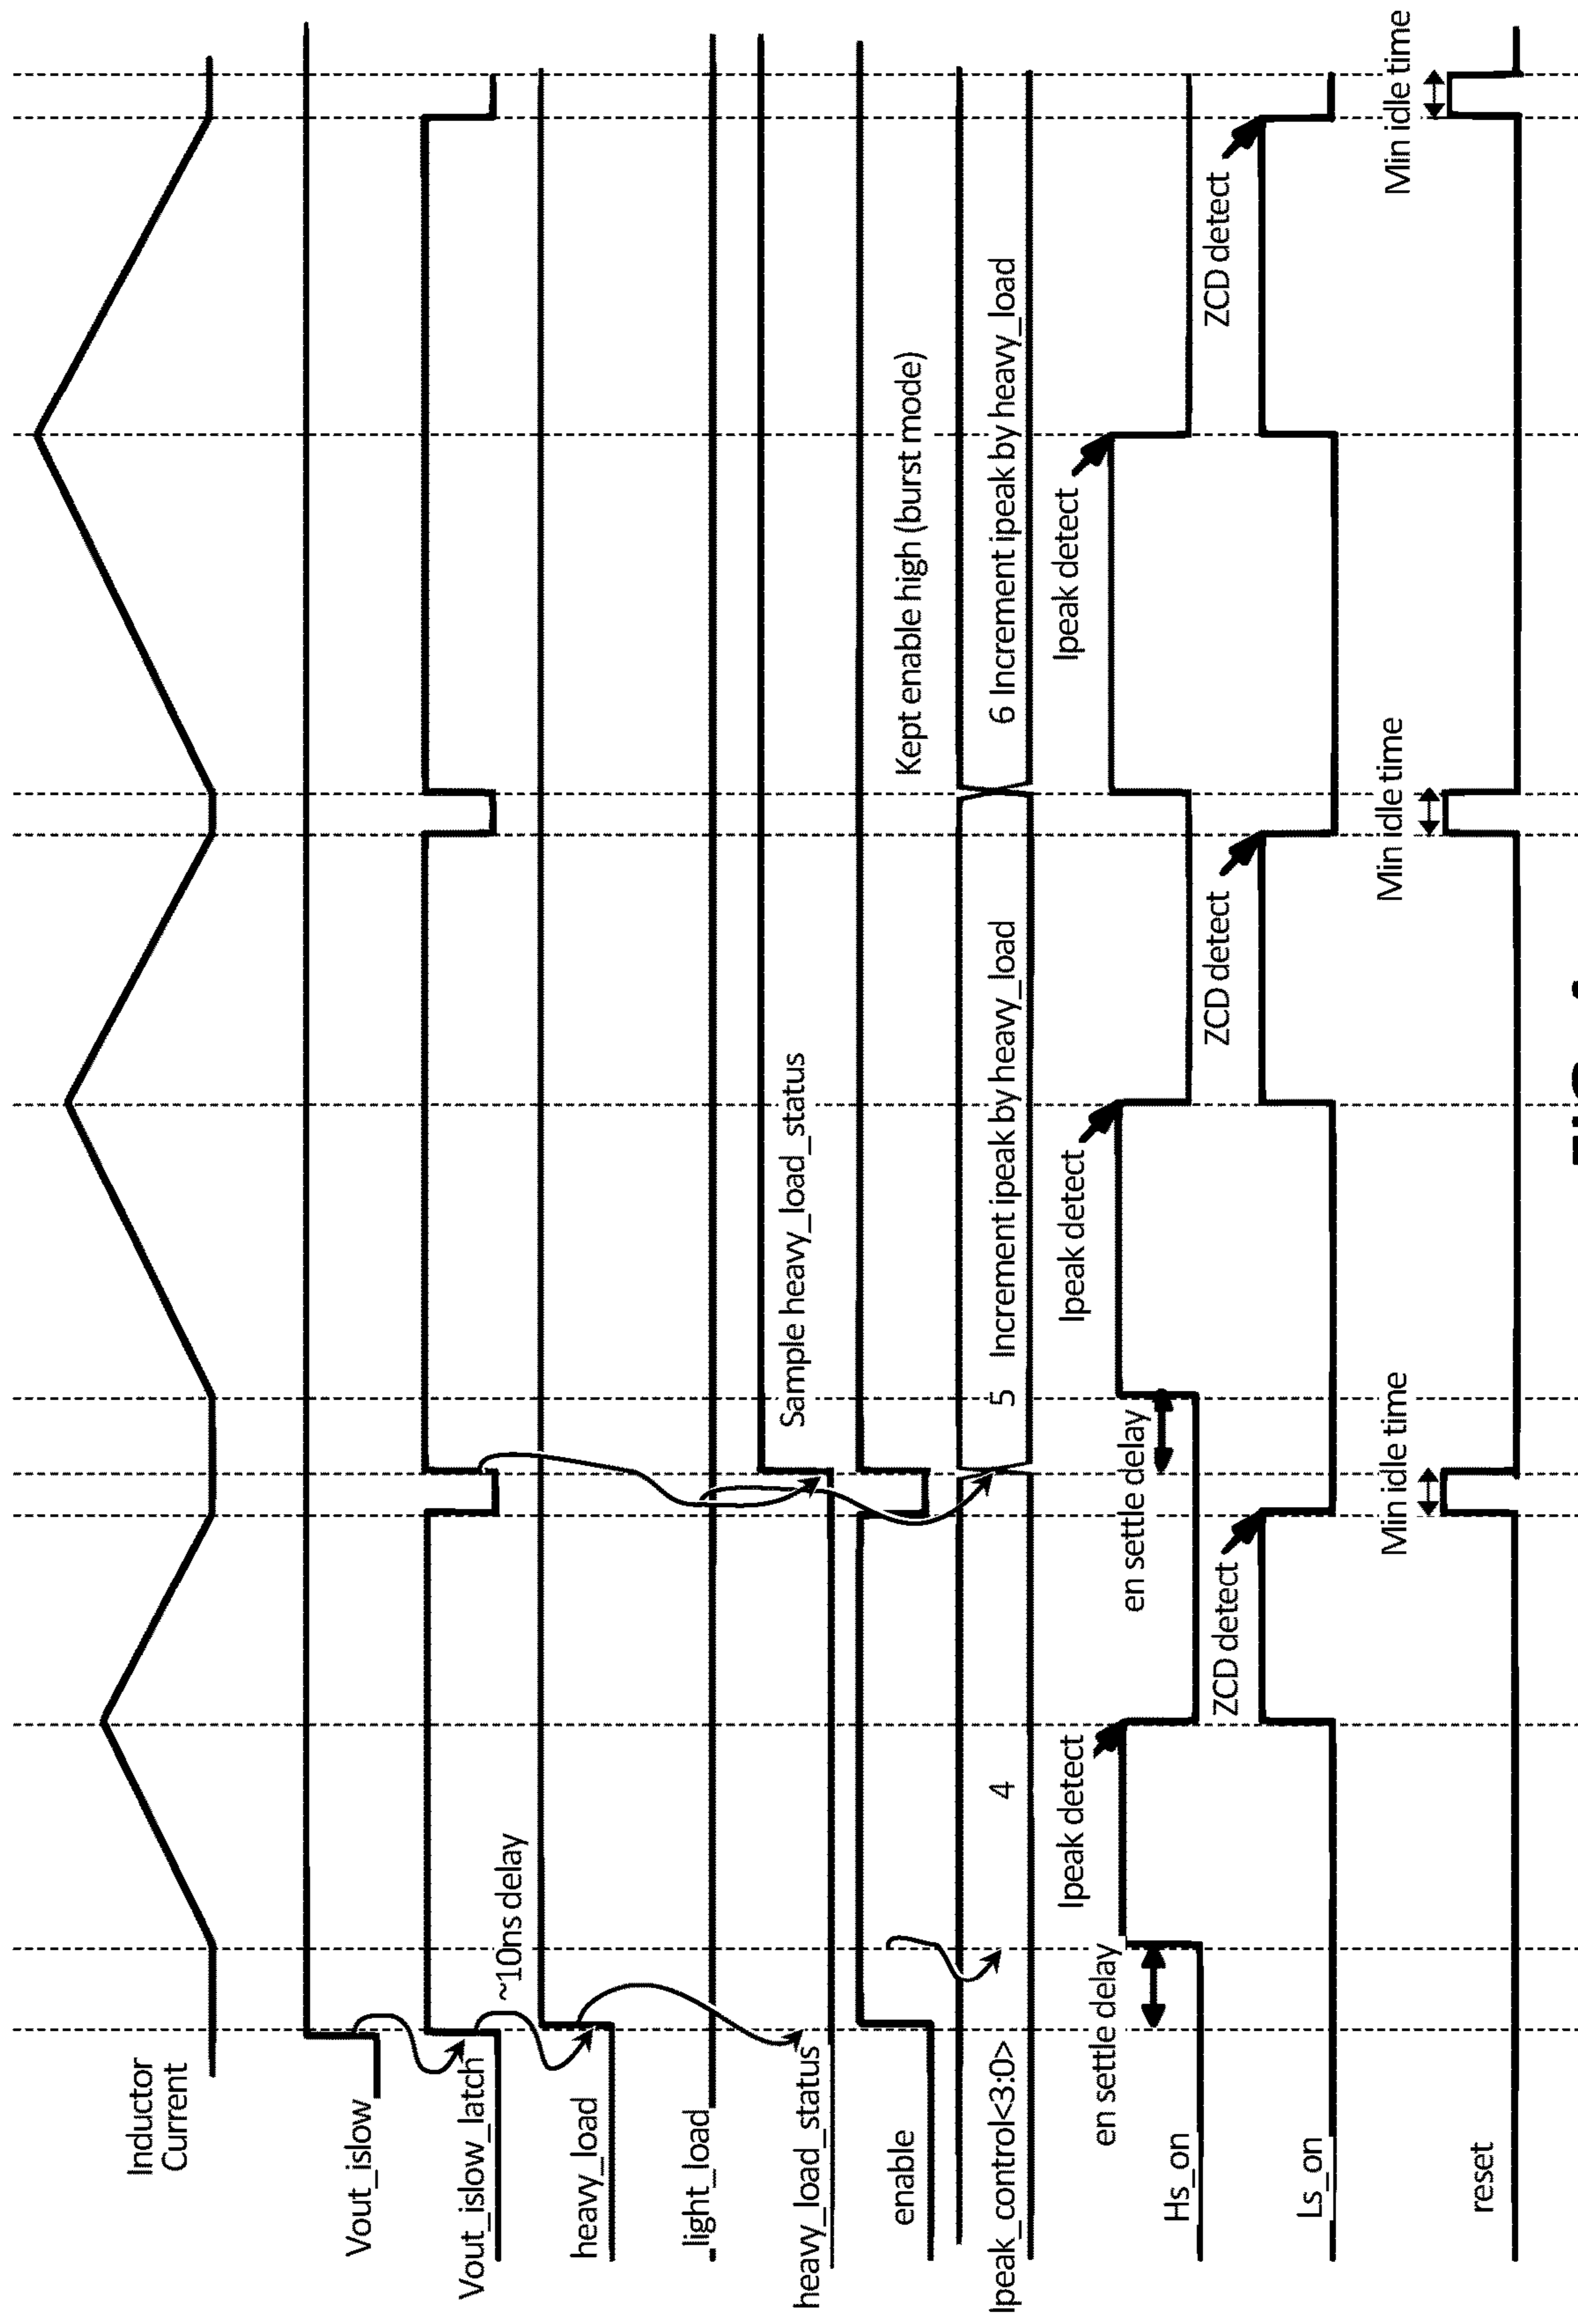 Inductor
Current
Vout_islow
Vout_islow_latch
~10ns delay
heavy_load
light_load
heavy_load_status
Sample heavy_load_status
enable
Kept enable high (burst mode)
Ipeak_control<3:0>
4
5 Increment ipeak by heavy_load
6 Increment ipeak by heavy_load
en settle delay
Ipeak detect
en settle delay
Ipeak detect
Ipeak detect
Hs_on
ZCD detect
ZCD detect
ZCD detect
Ls_on
Min idle time
Min idle time
Min idle time
reset